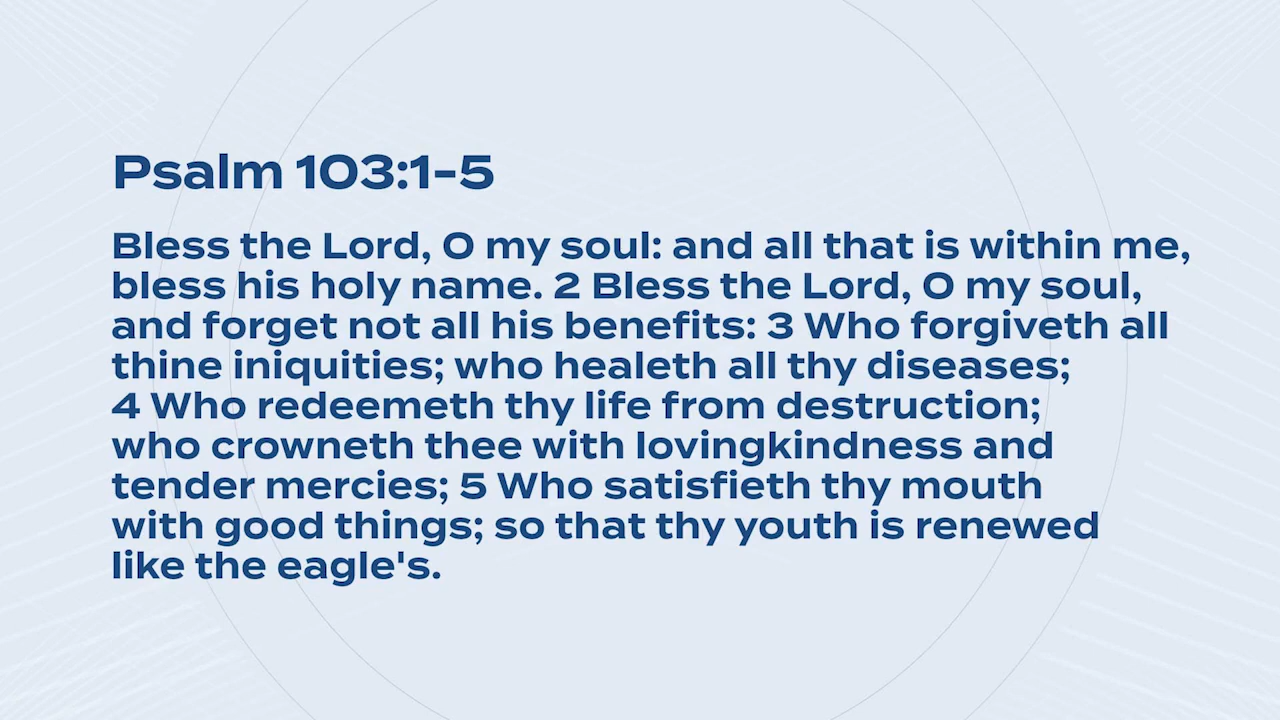 Psalm 103:1-5
Bless the Lord, O my soul: and all that is within me,
bless his holy name. 2 Bless the Lord, O my soul,
and forget not all his benefits: 3 Who forgiveth all
thine iniquities; who healeth all thy diseases;
4 Who redeemeth thy life from destruction;
who crowneth thee with lovingkindness and
tender mercies; 5 Who satisfieth thy mouth
with good things; so that thy youth is renewed
like the eagle's.